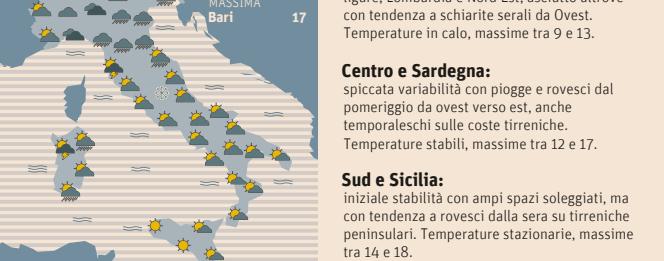 MASSIMA
Bari 17
ligure, Lombardia e Nord Est, asciutto altrove
con tendenza a schiarite serali da Ovest.
Temperature in calo, massime tra 9 e 13.
Centro e Sardegna:
spiccata variabilità con piogge e rovesci dal
pomeriggio da ovest verso est, anche
temporaleschi sulle coste tirreniche.
Temperature stabili, massime tra 12 e 17.
Sud e Sicilia:
iniziale stabilità con ampi spazi soleggiati, ma
con tendenza a rovesci dalla sera su tirreniche
peninsulari. Temperature stazionarie, massime
tra 14 e 18.